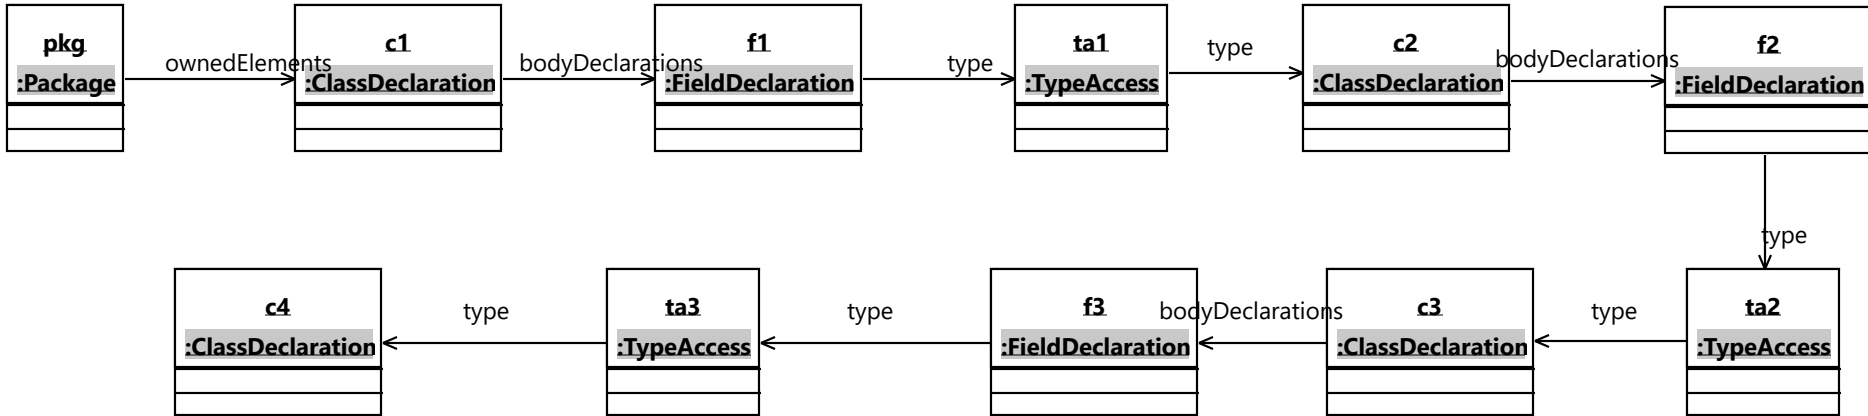 pkg
:Package
ownedElements
c1
:ClassDeclaration
bodyDeclarations
f1
:FieldDeclaration
type
ta1
:TypeAccess
type
c2
:ClassDeclaration
bodyDeclarations
f2
:FieldDeclaration
type
c4
:ClassDeclaration
type
ta3
:TypeAccess
type
f3
:FieldDeclaration
bodyDeclarations
c3
:ClassDeclaration
type
ta2
:TypeAccess